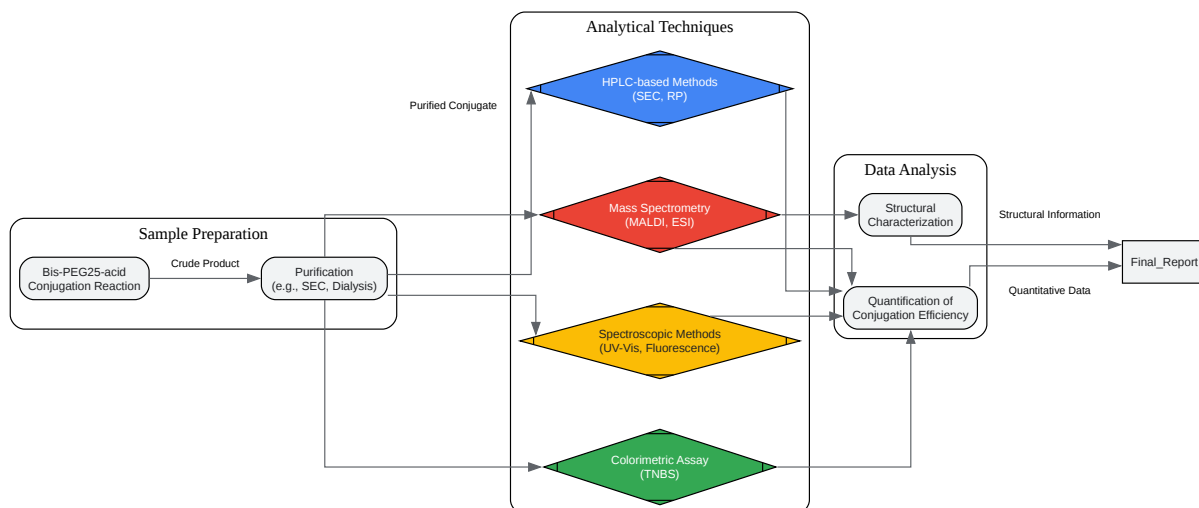 Analytical Techniques
HPLC-based Methods
(SEC, RP)
Purified Conjugate
Data Analysis
Mass Spectrometry
(MALDI, ESI)
Structural
Characterization
Structural Information
Sample Preparation
Bis-PEG25-acid
Conjugation Reaction
Crude Product
Purification
(e.g., SEC, Dialysis)
Final_Report
Quantification of
Conjugation Efficiency
Quantitative Data
Spectroscopic Methods
(UV-Vis, Fluorescence)
Colorimetric Assay
(TNBS)